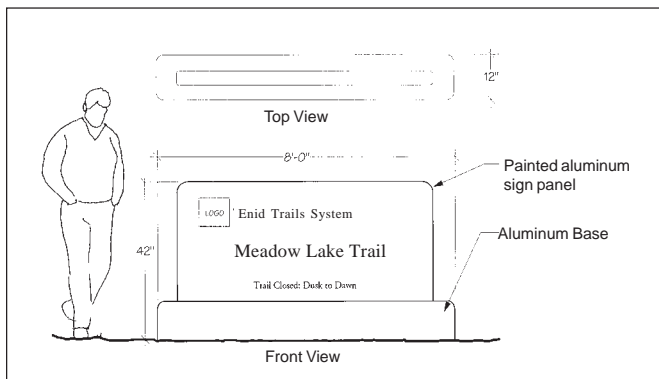 12"
Top View
8'-0"
Painted aluminum
sign panel
LOGO
Enid Trails System
Aluminum Base
42"
Meadow Lake Trail
Trail Closed: Dusk to Dawn
Front View